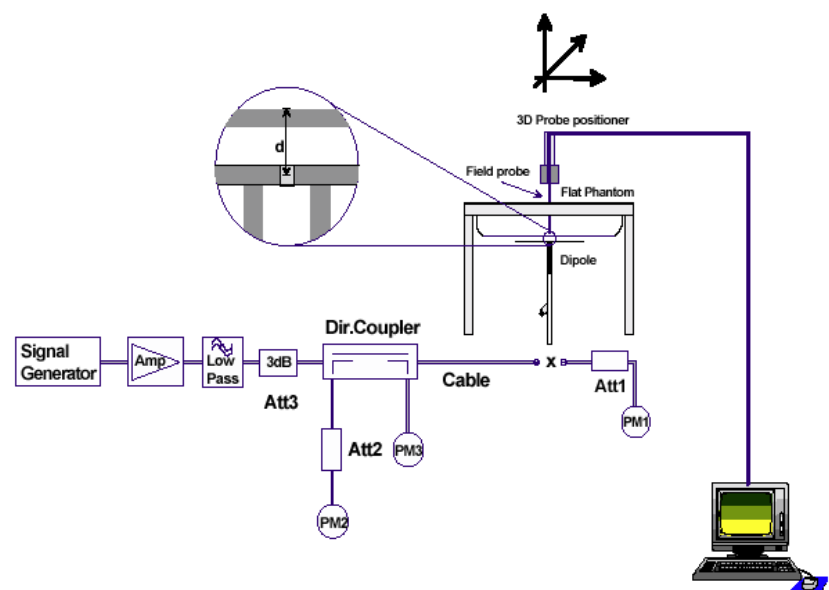 3D Probe positioner
d
Field probe
Flat Phantom
Dipole
Dir.Coupler
Signal
Generator
Amp
Low
Pass
3dB
Cable
x
Att1
Att3
PM1
Att2
PM3
PM2